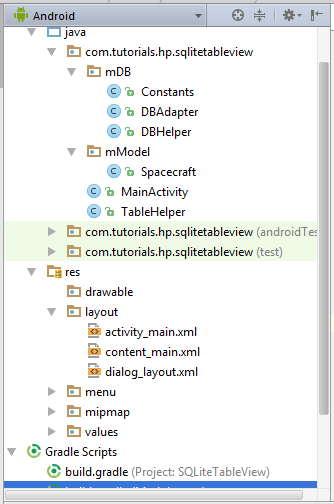 Android
java
com.tutorials.hp.sqlitetableview
mDB
Constants
DBAdapter
DBHelper
mModel
Spacecraft
MainActivity
TableHelper
com.tutorials.hp.sqlitetableview (androidTes
com.tutorials.hp.sqlitetableview (test)
res
drawable
layout
activity_main.xml
content_main.xml
dialog_layout.xml
menu
mipmap
values
Gradle Scripts
build.gradle (Project: SQLiteTableView)